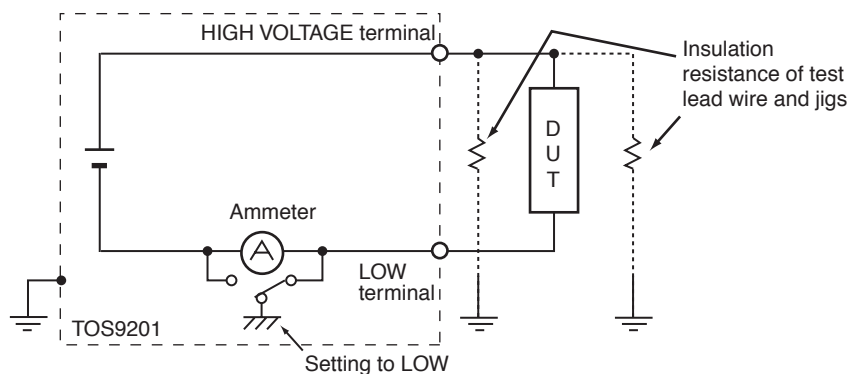 HIGH VOLTAGE terminal
Insulation
resistance of test
lead wire and jigs
D
U
T
Ammeter
A
LOW
terminal
TOS9201
Setting to LOW